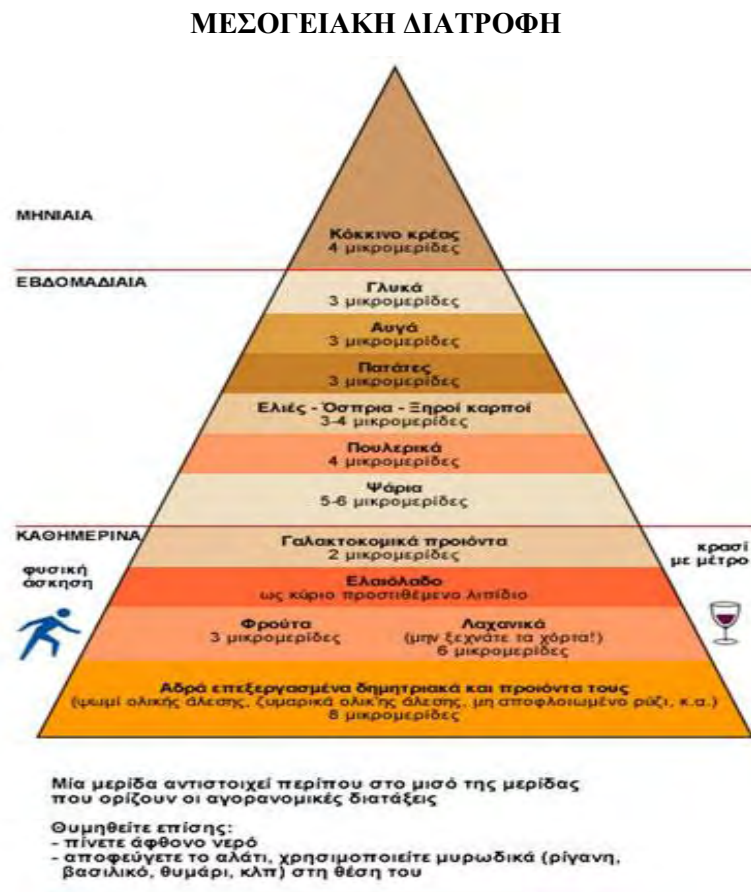 ΜΕΣΟΓΕΙΑΚΗ ΔΙΑΤΡΟΦΗ
ΜΗΝΙΑΙΑ
Κόκκινο κρέας
4 μικρομερίδες
ΕΒΔΟΜΑΔΙΑΙΑ
Γλυκά
3 μικρομερίδες
Αυγά
3 μικρομερίδες
Πατάτες
3 μικρομερίδες
Ελιές - Όσπρια - Ξηροί καρποί
3-4 μικρομερίδες
Πουλερικά
4 μικρομερίδες
Ψάρια
5-6 μικρομερίδες
ΚΑΘΗΜΕΡΙΝΑ
Γαλακτοκομικά προιόντα
2 μικρομερίδες
φυσική
άσκηση
κρασί
με μέτρο
Ελαιόλαδο
ως κύριο προστιθέμενο λιπίδιο
Φρούτα
3 μικρομερίδες
Λαχανικά
(μην ξεχνάτε τα χόρτα!)
6 μικρομερίδες
Αδρά επεξεργασμένα δημητριακά και προιόντα τους
(ψωμί ολικής άλεσης, ζυμαρικά ολικ'ης άλεσης, μη αποφλοιωμένο ρύζι, κ.α.)
8 μικρομερίδες
Μία μερίδα αντιστοιχεί περίπου στο μισό της μερίδας
που ορίζουν οι αγορανομικές διατάξεις
Θυμηθείτε επίσης:
- πίνετε άφθονο νερό
- αποφεύγετε το αλάτι, χρησιμοποιείτε μυρωδικά (ρίγανη,
βασιλικό, θυμάρι, κλπ) στη θέση του